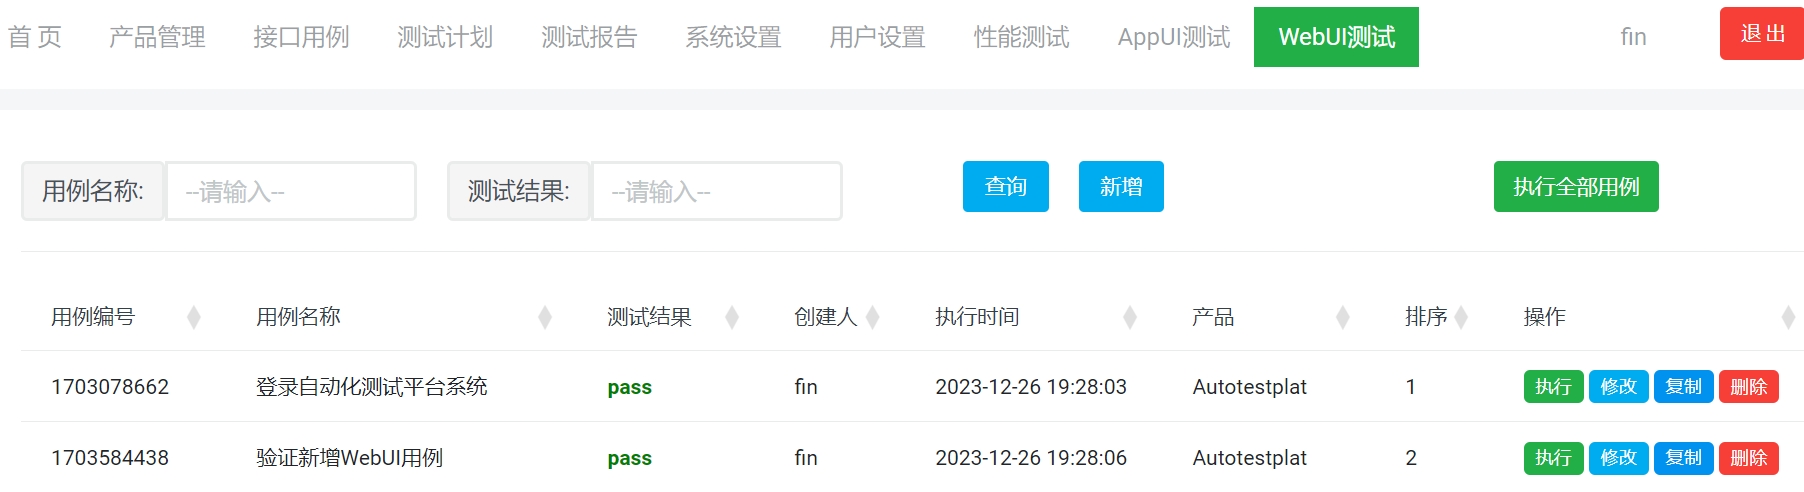 首 页 产品管理 接口用例 测试计划 测试报告 系统设置 用户设置 性能测试 AppUI测试 WebUI测试 fin 退 出
用例名称: --请输入-- 测试结果: --请输入-- 查询 新增 执行全部用例
用例编号 用例名称 测试结果 创建人 执行时间 产品 排序 操作
1703078662 登录自动化测试平台系统 pass fin 2023-12-26 19:28:03 Autotestplat 1 执行 修改 复制 删除
1703584438 验证新增WebUI用例 pass fin 2023-12-26 19:28:06 Autotestplat 2 执行 修改 复制 删除